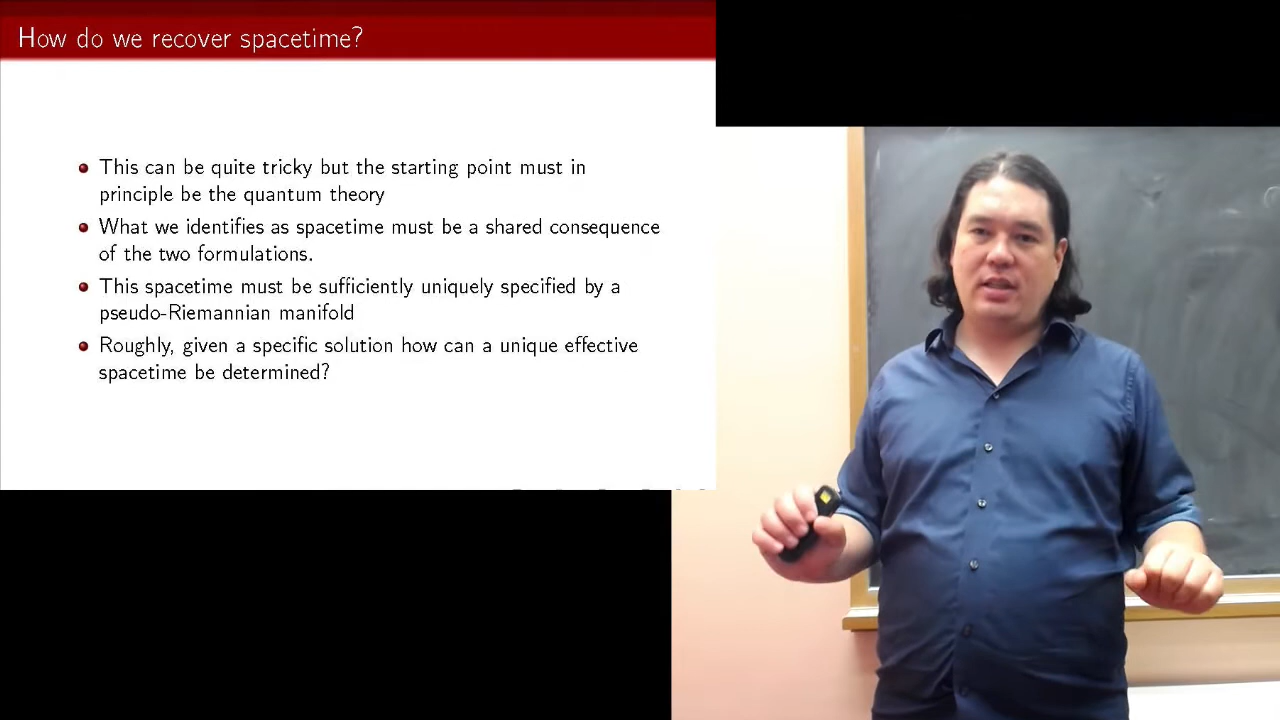 How do we recover spacetime?
This can be quite tricky but the starting point must in
principle be the quantum theory
What we identifies as spacetime must be a shared consequence
of the two formulations.
This spacetime must be sufficiently uniquely specified by a
pseudo-Riemannian manifold
Roughly, given a specific solution how can a unique effective
spacetime be determined?